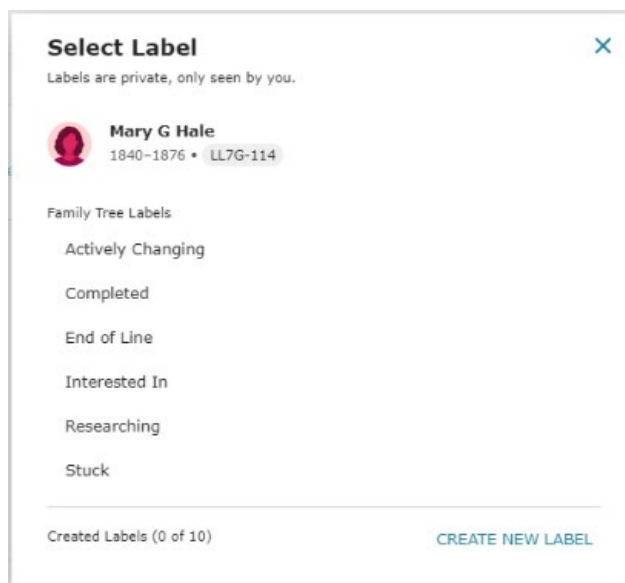 Select Label
Labels are private, only seen by you.
Mary G Hale
1840–1876 • LL7G-114
Family Tree Labels
Actively Changing
Completed
End of Line
Interested In
Researching
Stuck
Created Labels (0 of 10) CREATE NEW LABEL